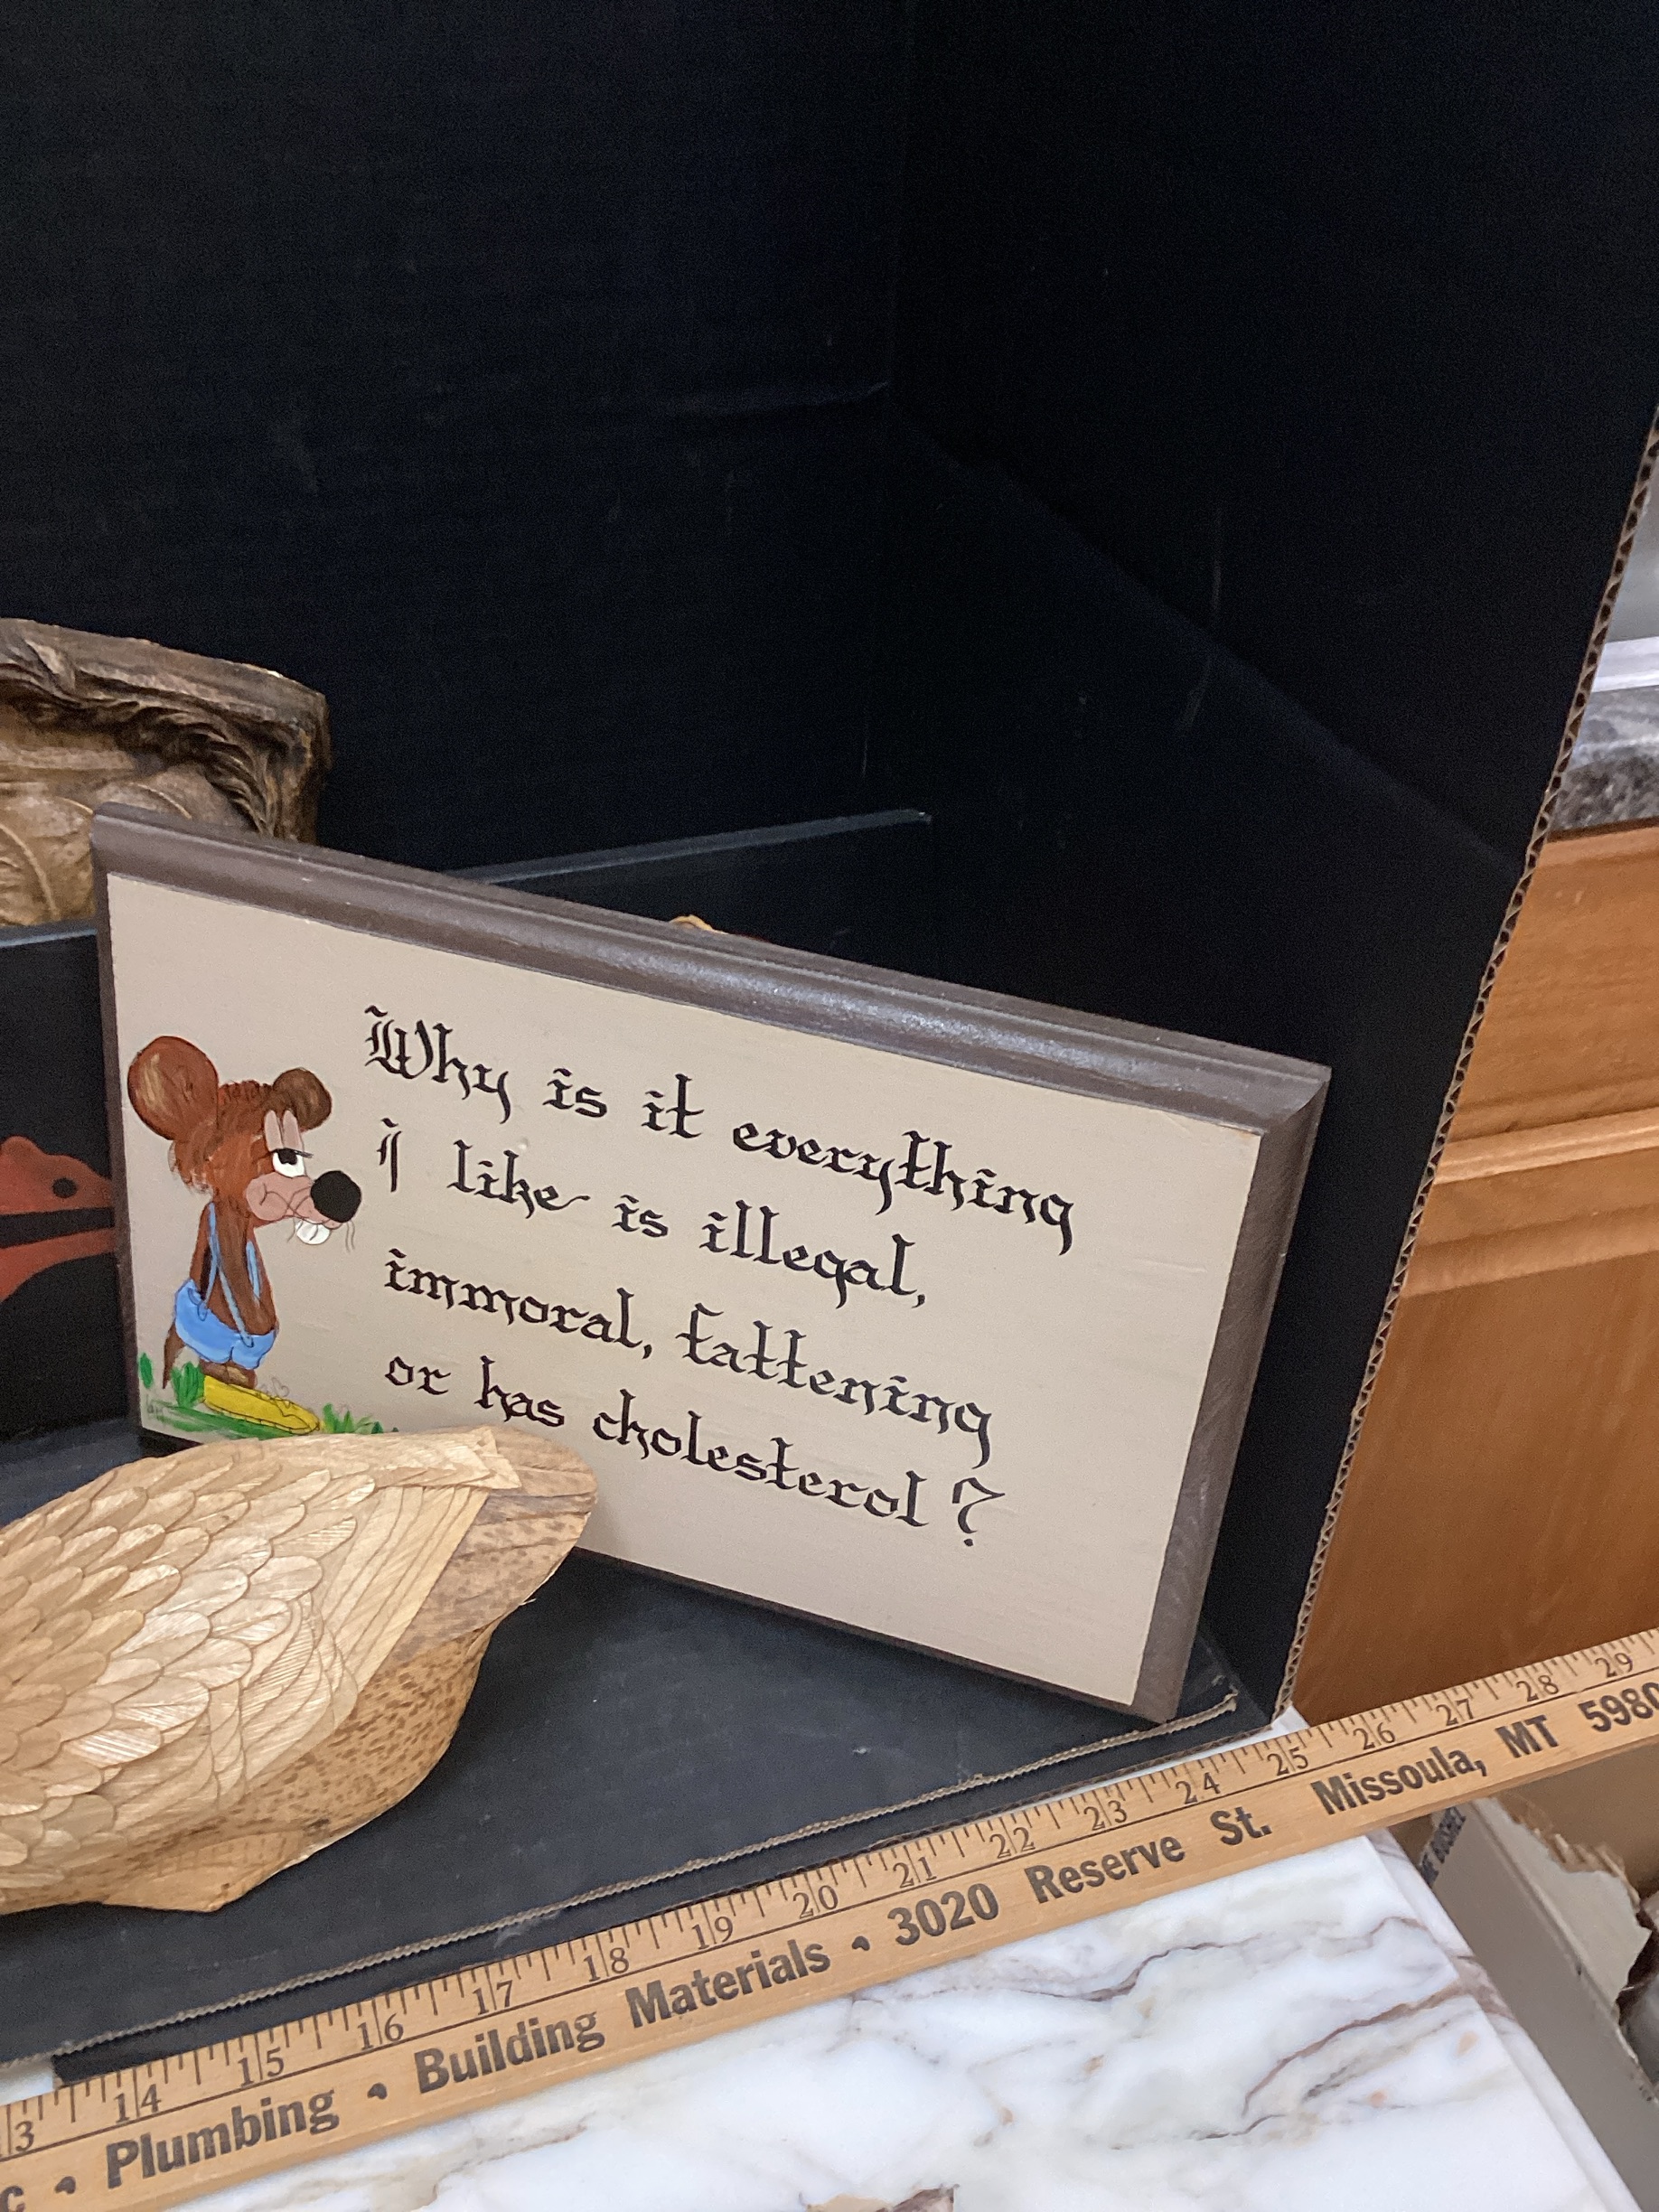 Why is it everything
I like is illegal,
immoral, fattening
or has cholesterol?
13 14 15 16 17 18 19 20 21 22 23 24 25 26 27 28 29
c • Plumbing • Building Materials • 3020 Reserve St. Missoula, MT 5980